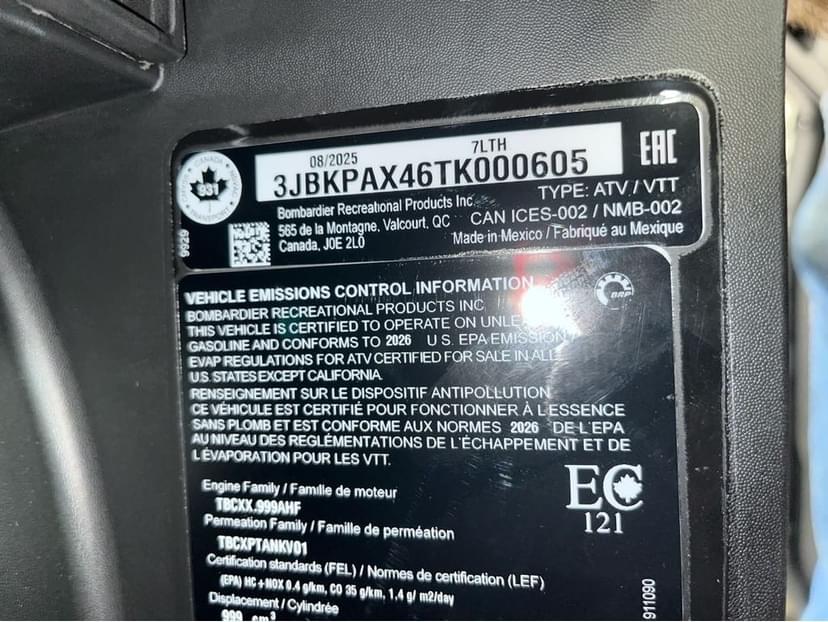 08/2025 7LTH
3JBKPAX46TK000605
EAC
TYPE: ATV / VTT
CANADA
931
TRANSPORT
Bombardier Recreational Products Inc.
565 de la Montagne, Valcourt, QC
Canada, J0E 2L0
CAN ICES-002 / NMB-002
Made in Mexico / Fabriqué au Mexique
9929
VEHICLE EMISSIONS CONTROL INFORMATION
BRP
BOMBARDIER RECREATIONAL PRODUCTS INC
THIS VEHICLE IS CERTIFIED TO OPERATE ON
GASOLINE AND CONFORMS TO 2026 U.S. EPA EMISSION /
EVAP REGULATIONS FOR ATV CERTIFIED FOR SALE IN ALL
U.S. STATES EXCEPT CALIFORNIA.
RENSEIGNEMENT SUR LE DISPOSITIF ANTIPOLLUTION
CE VÉHICULE EST CERTIFIÉ POUR FONCTIONNER À L'ESSENCE
SANS PLOMB ET EST CONFORME AUX NORMES 2026 DE L'EPA
AU NIVEAU DES REGLÉMENTATIONS DE L'ÉCHAPPEMENT ET DE
L'ÉVAPORATION POUR LES VTT.
Engine Family / Famille de moteur
TBCXX.999AHF
Permeation Family / Famille de perméation
TBCXPTANKV01
EC
121
Certification standards (FEL) / Normes de certification (LEF)
(EPA) HC + NOX 0.4 g/km, CO 35 g/km, 1.4 g/ m2/day
Displacement / Cylindrée
999 cm³
911090